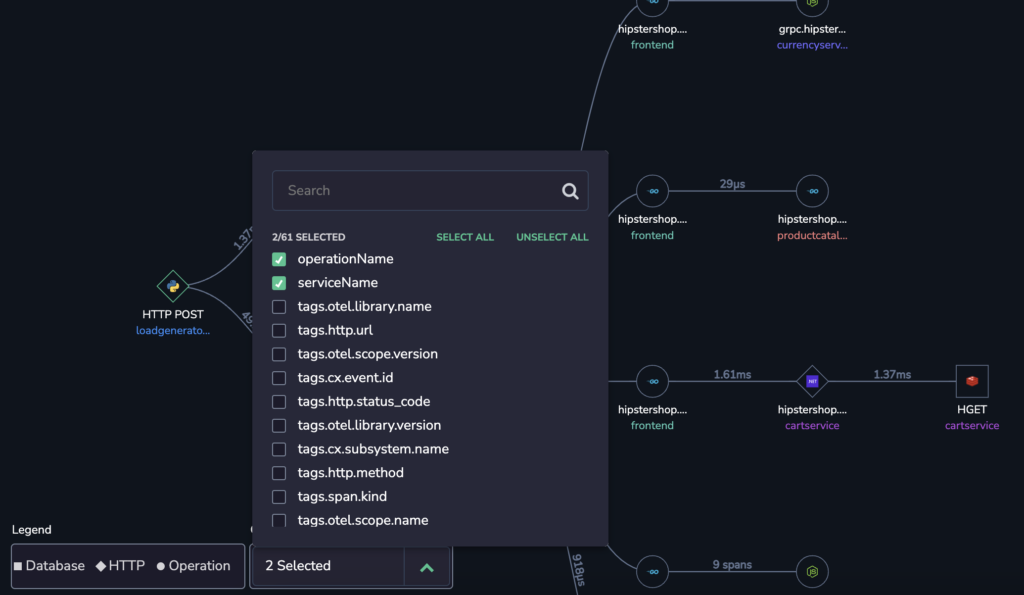 hipstershop....
frontend
grpc.hipster...
currencyserv...
Search
2/61 SELECTED
SELECT ALL
UNSELECT ALL
operationName
serviceName
tags.otel.library.name
tags.http.url
tags.otel.scope.version
tags.cx.event.id
tags.http.status_code
tags.otel.library.version
tags.cx.subsystem.name
tags.http.method
tags.span.kind
tags.otel.scope.name
HTTP POST
loadgenerato...
29µs
hipstershop....
frontend
hipstershop....
productcatal...
1.61ms
1.37ms
hipstershop....
frontend
hipstershop....
cartservice
HGET
cartservice
Legend
Database
HTTP
Operation
2 Selected
918µs
9 spans